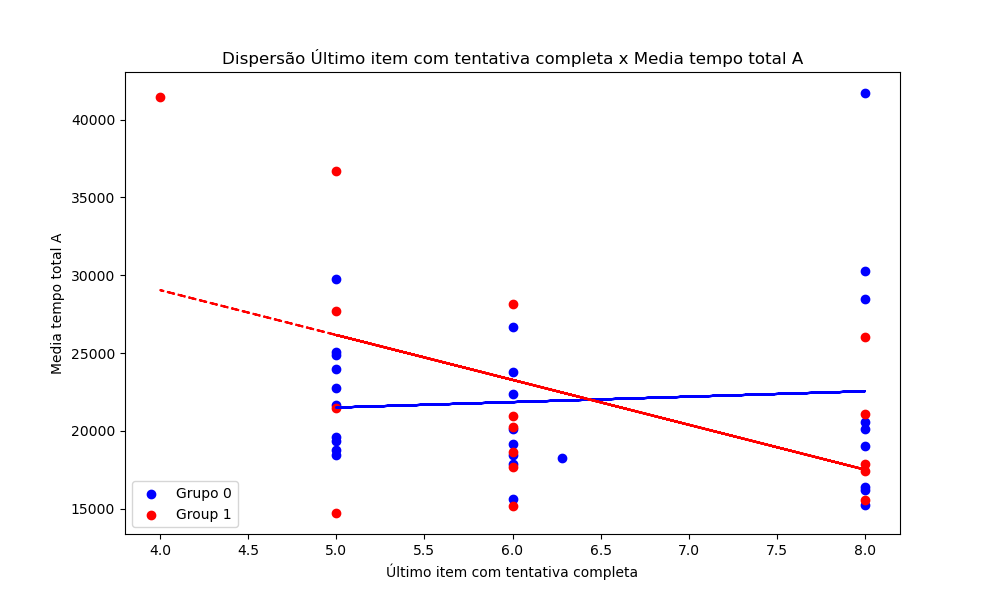 Dispersão Último item com tentativa completa x Media tempo total A
Media tempo total A
40000
35000
30000
25000
20000
15000
Grupo 0
Group 1
4.0 4.5 5.0 5.5 6.0 6.5 7.0 7.5 8.0
Último item com tentativa completa